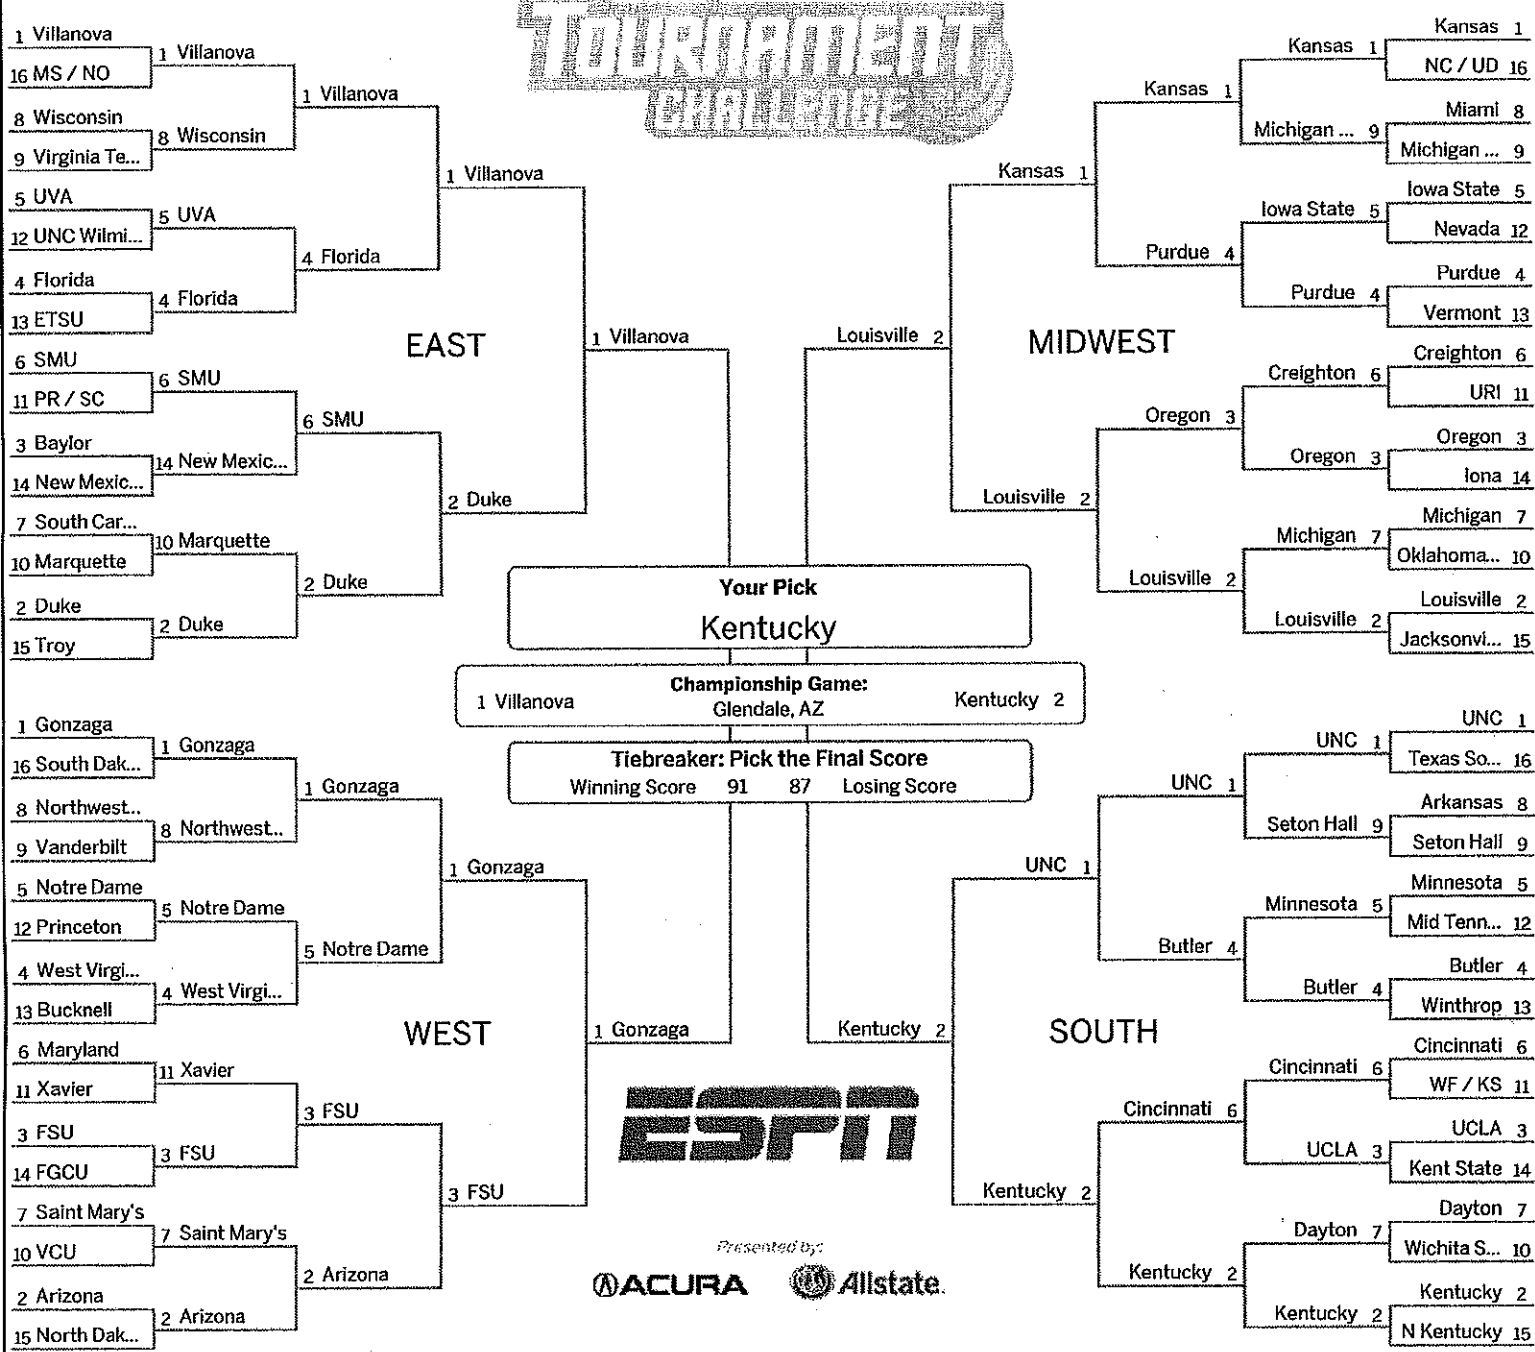 TOURNAMENT
CHALLENGE
1 Villanova
16 MS / NO
8 Wisconsin
9 Virginia Te...
5 UVA
12 UNC Wilmi...
4 Florida
13 ETSU
6 SMU
11 PR / SC
3 Baylor
14 New Mexic...
7 South Car...
10 Marquette
2 Duke
15 Troy
1 Villanova
8 Wisconsin
5 UVA
4 Florida
6 SMU
14 New Mexic...
10 Marquette
2 Duke
1 Villanova
4 Florida
6 SMU
2 Duke
1 Villanova
2 Duke
EAST
1 Villanova
Kansas 1
NC / UD 16
Miami 8
Michigan ... 9
Iowa State 5
Nevada 12
Purdue 4
Vermont 13
Creighton 6
URI 11
Oregon 3
Iona 14
Michigan 7
Oklahoma... 10
Louisville 2
Jacksonvi... 15
Kansas 1
Michigan ... 9
Iowa State 5
Purdue 4
Creighton 6
Oregon 3
Michigan 7
Louisville 2
Kansas 1
Purdue 4
Oregon 3
Louisville 2
Kansas 1
Louisville 2
MIDWEST
Louisville 2
Your Pick
Kentucky
Championship Game:
1 Villanova Glendale, AZ Kentucky 2
Tiebreaker: Pick the Final Score
Winning Score 91 87 Losing Score
1 Gonzaga
16 South Dak...
8 Northwest...
9 Vanderbilt
5 Notre Dame
12 Princeton
4 West Virgi...
13 Bucknell
6 Maryland
11 Xavier
3 FSU
14 FGCU
7 Saint Mary's
10 VCU
2 Arizona
15 North Dak...
1 Gonzaga
8 Northwest...
5 Notre Dame
4 West Virgi...
11 Xavier
3 FSU
7 Saint Mary's
2 Arizona
1 Gonzaga
5 Notre Dame
3 FSU
2 Arizona
1 Gonzaga
3 FSU
WEST
1 Gonzaga
UNC 1
Texas So... 16
Arkansas 8
Seton Hall 9
Minnesota 5
Mid Tenn... 12
Butler 4
Winthrop 13
Cincinnati 6
WF / KS 11
UCLA 3
Kent State 14
Dayton 7
Wichita S... 10
Kentucky 2
N Kentucky 15
UNC 1
Seton Hall 9
Minnesota 5
Butler 4
Cincinnati 6
UCLA 3
Dayton 7
Kentucky 2
UNC 1
Butler 4
Cincinnati 6
Kentucky 2
UNC 1
Kentucky 2
SOUTH
Kentucky 2
ESPN
Presented by:
ACURA Allstate.